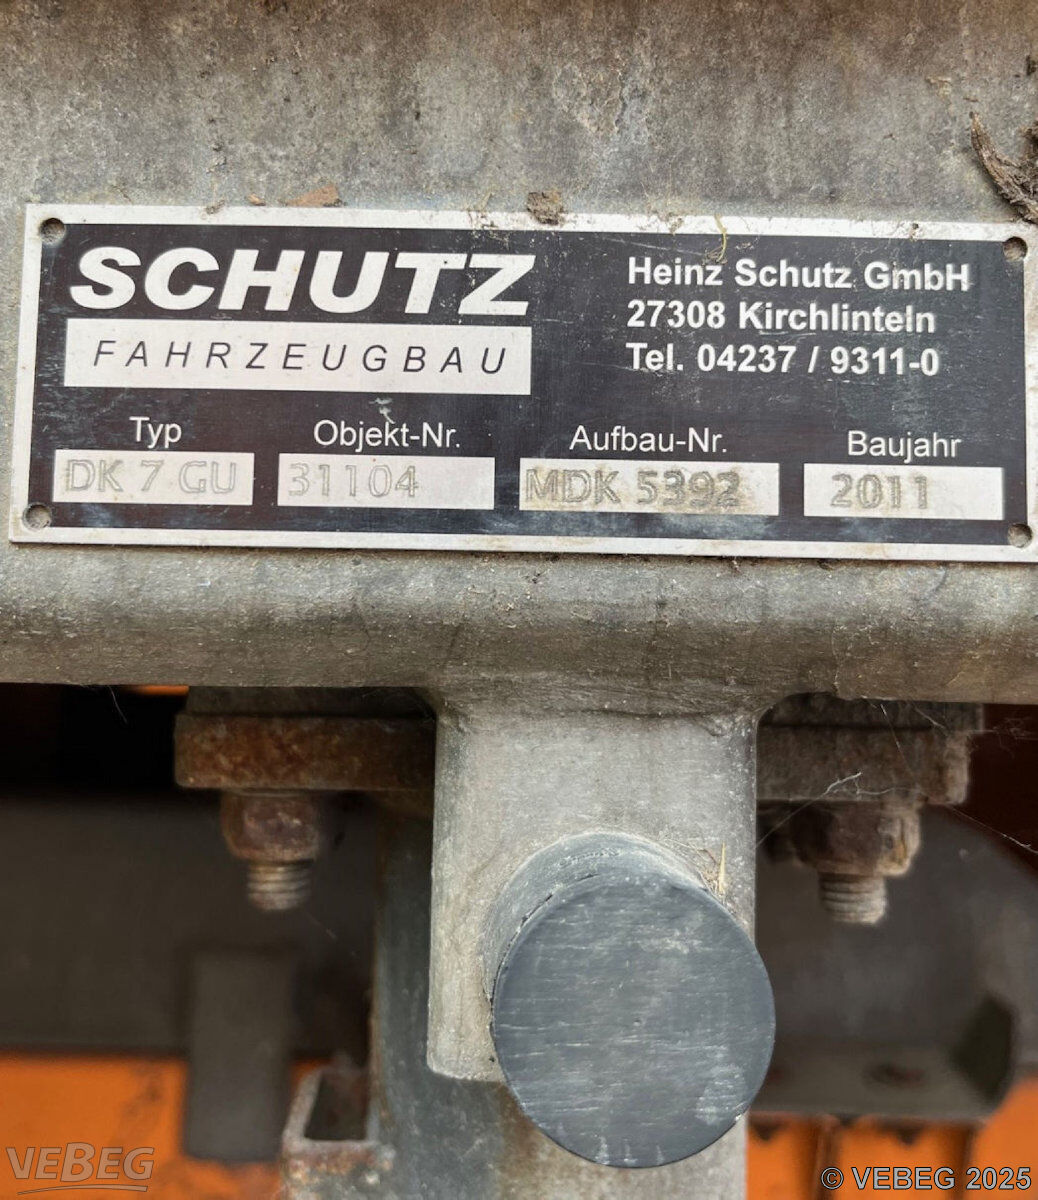 SCHUTZ
FAHRZEUGBAU
Heinz Schutz GmbH
27308 Kirchlinteln
Tel. 04237 / 9311-0
Typ Objekt-Nr. Aufbau-Nr. Baujahr
DK 7 GU 31104 MDK 5392 2011
VEBEG
© VEBEG 2025